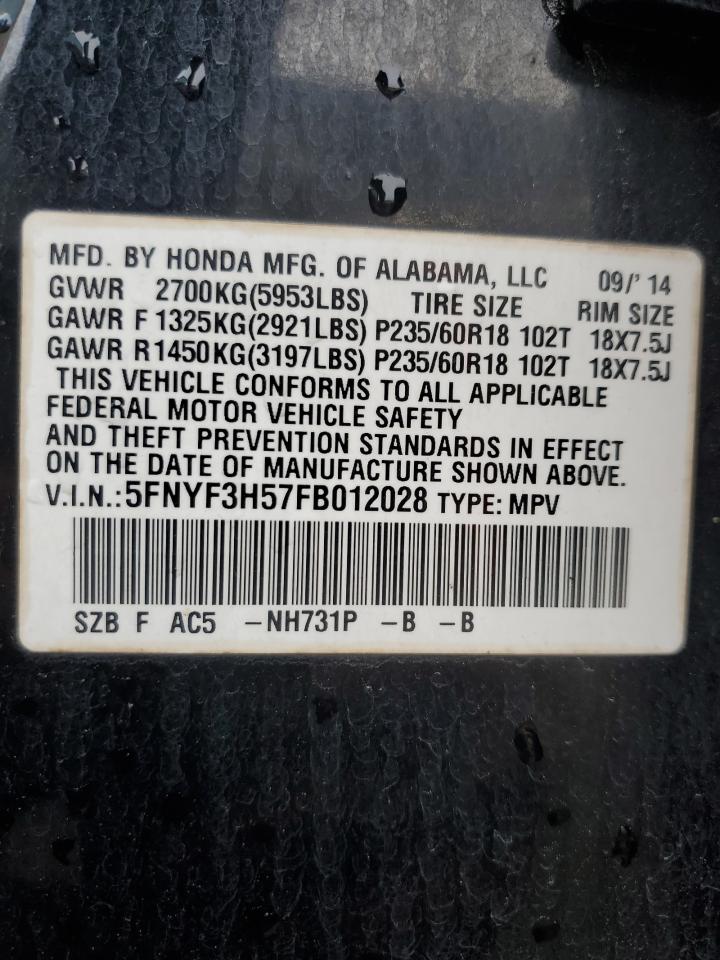 MFD. BY HONDA MFG. OF ALABAMA, LLC 09/' 14
GVWR 2700KG(5953LBS) TIRE SIZE RIM SIZE
GAWR F 1325KG(2921LBS) P235/60R18 102T 18X7.5J
GAWR R1450KG(3197LBS) P235/60R18 102T 18X7.5J
THIS VEHICLE CONFORMS TO ALL APPLICABLE
FEDERAL MOTOR VEHICLE SAFETY
AND THEFT PREVENTION STANDARDS IN EFFECT
ON THE DATE OF MANUFACTURE SHOWN ABOVE.
V.I.N.:5FNYF3H57FB012028 TYPE: MPV
SZB F AC5 -NH731P -B -B